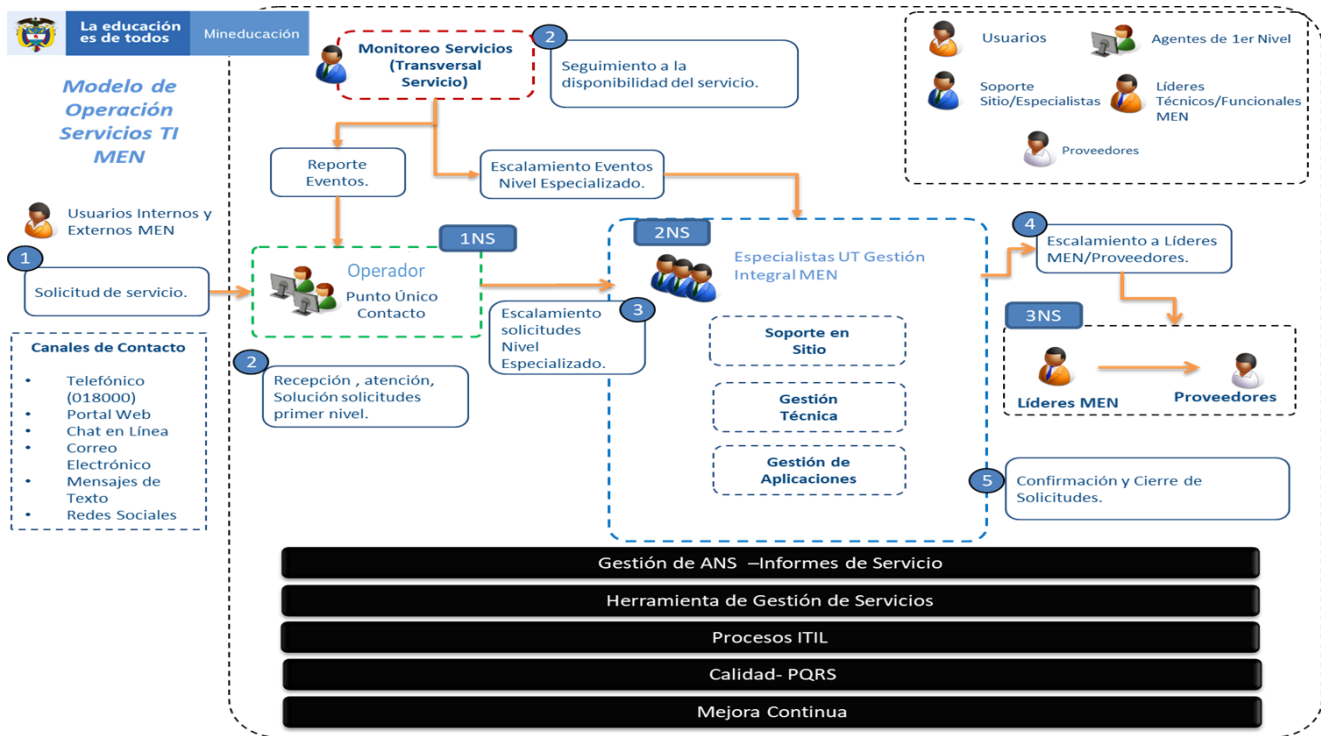 La educación
es de todos
Mineducación
Modelo de
Operación
Servicios TI
MEN
Monitoreo Servicios
(Transversal
Servicio)
2
Seguimiento a la
disponibilidad del servicio.
Usuarios
Agentes de 1er Nivel
Soporte
Sitio/Especialistas
Líderes
Técnicos/Funcionales
MEN
Proveedores
Reporte
Eventos.
Escalamiento Eventos
Nivel Especializado.
Usuarios Internos y
Externos MEN
1
Solicitud de servicio.
Canales de Contacto
• Telefónico
(018000)
• Portal Web
• Chat en Línea
• Correo
Electrónico
• Mensajes de
Texto
• Redes Sociales
1NS
Operador
Punto Único
Contacto
2
Recepción , atención,
Solución solicitudes
primer nivel.
3
Escalamiento
solicitudes
Nivel
Especializado.
2NS
Especialistas UT Gestión
Integral MEN
Soporte en
Sitio
Gestión
Técnica
Gestión de
Aplicaciones
4
Escalamiento a Líderes
MEN/Proveedores.
3NS
Líderes MEN
Proveedores
5
Confirmación y Cierre de
Solicitudes.
Gestión de ANS –Informes de Servicio
Herramienta de Gestión de Servicios
Procesos ITIL
Calidad- PQRS
Mejora Continua